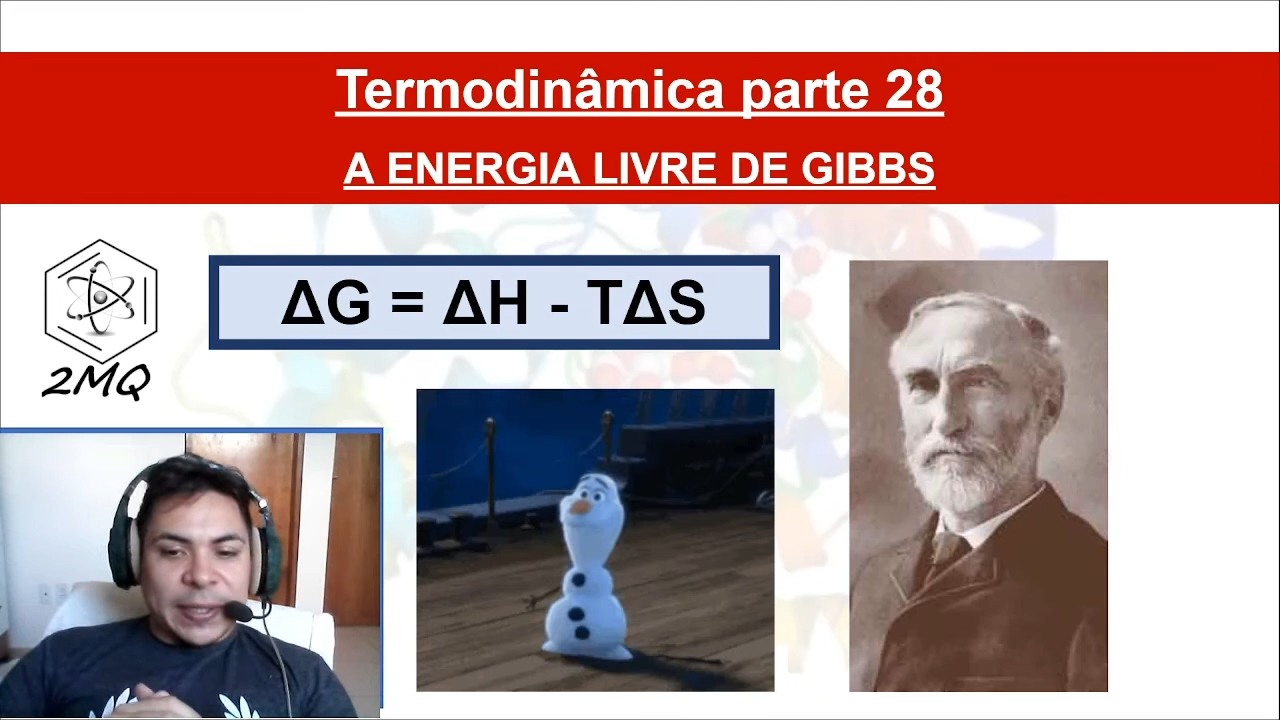 Termodinâmica parte 28
A ENERGIA LIVRE DE GIBBS
ΔG = ΔH - TΔS
2MQ